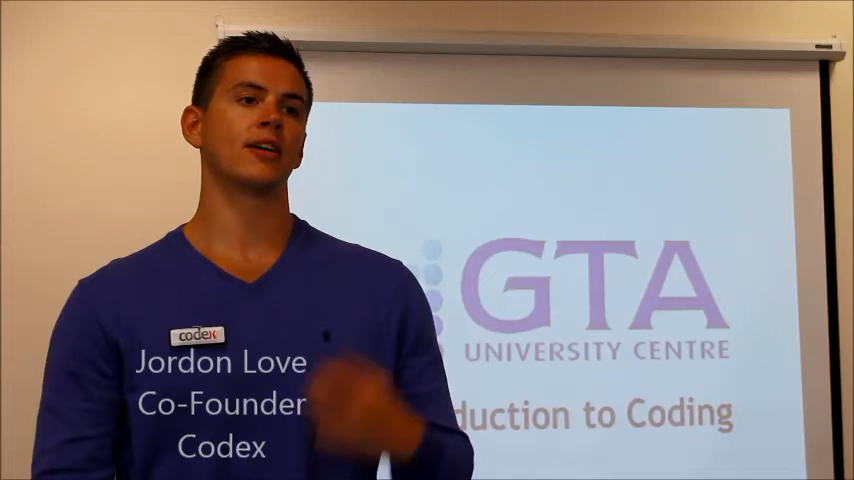 codex
Jordon Love
Co-Founder
Codex
GTA
UNIVERSITY CENTRE
duction to Coding